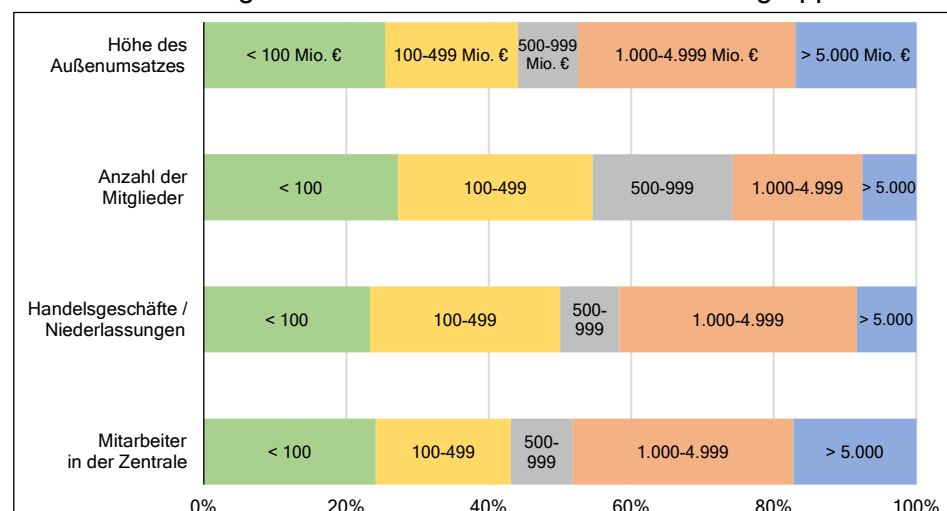 Höhe des
Außenumsatzes
< 100 Mio. €
100-499 Mio. €
500-999
Mio. €
1.000-4.999 Mio. €
> 5.000 Mio. €
Anzahl der
Mitglieder
< 100
100-499
500-999
1.000-4.999
> 5.000
Handelsgeschäfte /
Niederlassungen
< 100
100-499
500-
999
1.000-4.999
> 5.000
Mitarbeiter
in der Zentrale
< 100
100-499
500-
999
1.000-4.999
> 5.000
0% 20% 40% 60% 80% 100%